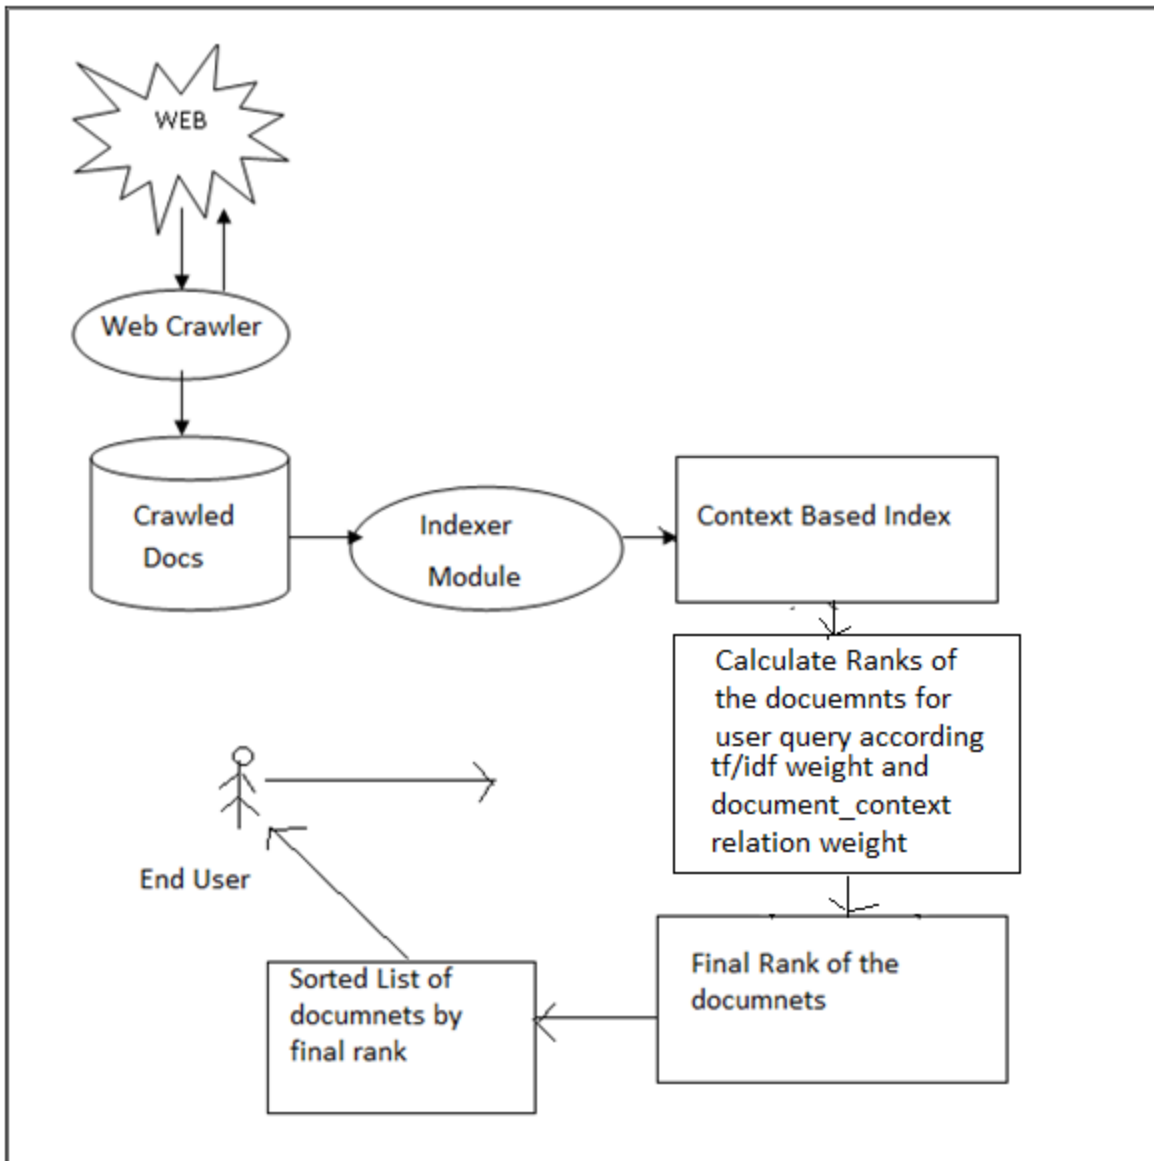 WEB
Web Crawler
Crawled
Docs
Indexer
Module
Context Based Index
Calculate Ranks of
the docuemnts for
user query according
tf/idf weight and
document_context
relation weight
End User
Final Rank of the
documnets
Sorted List of
documnets by
final rank